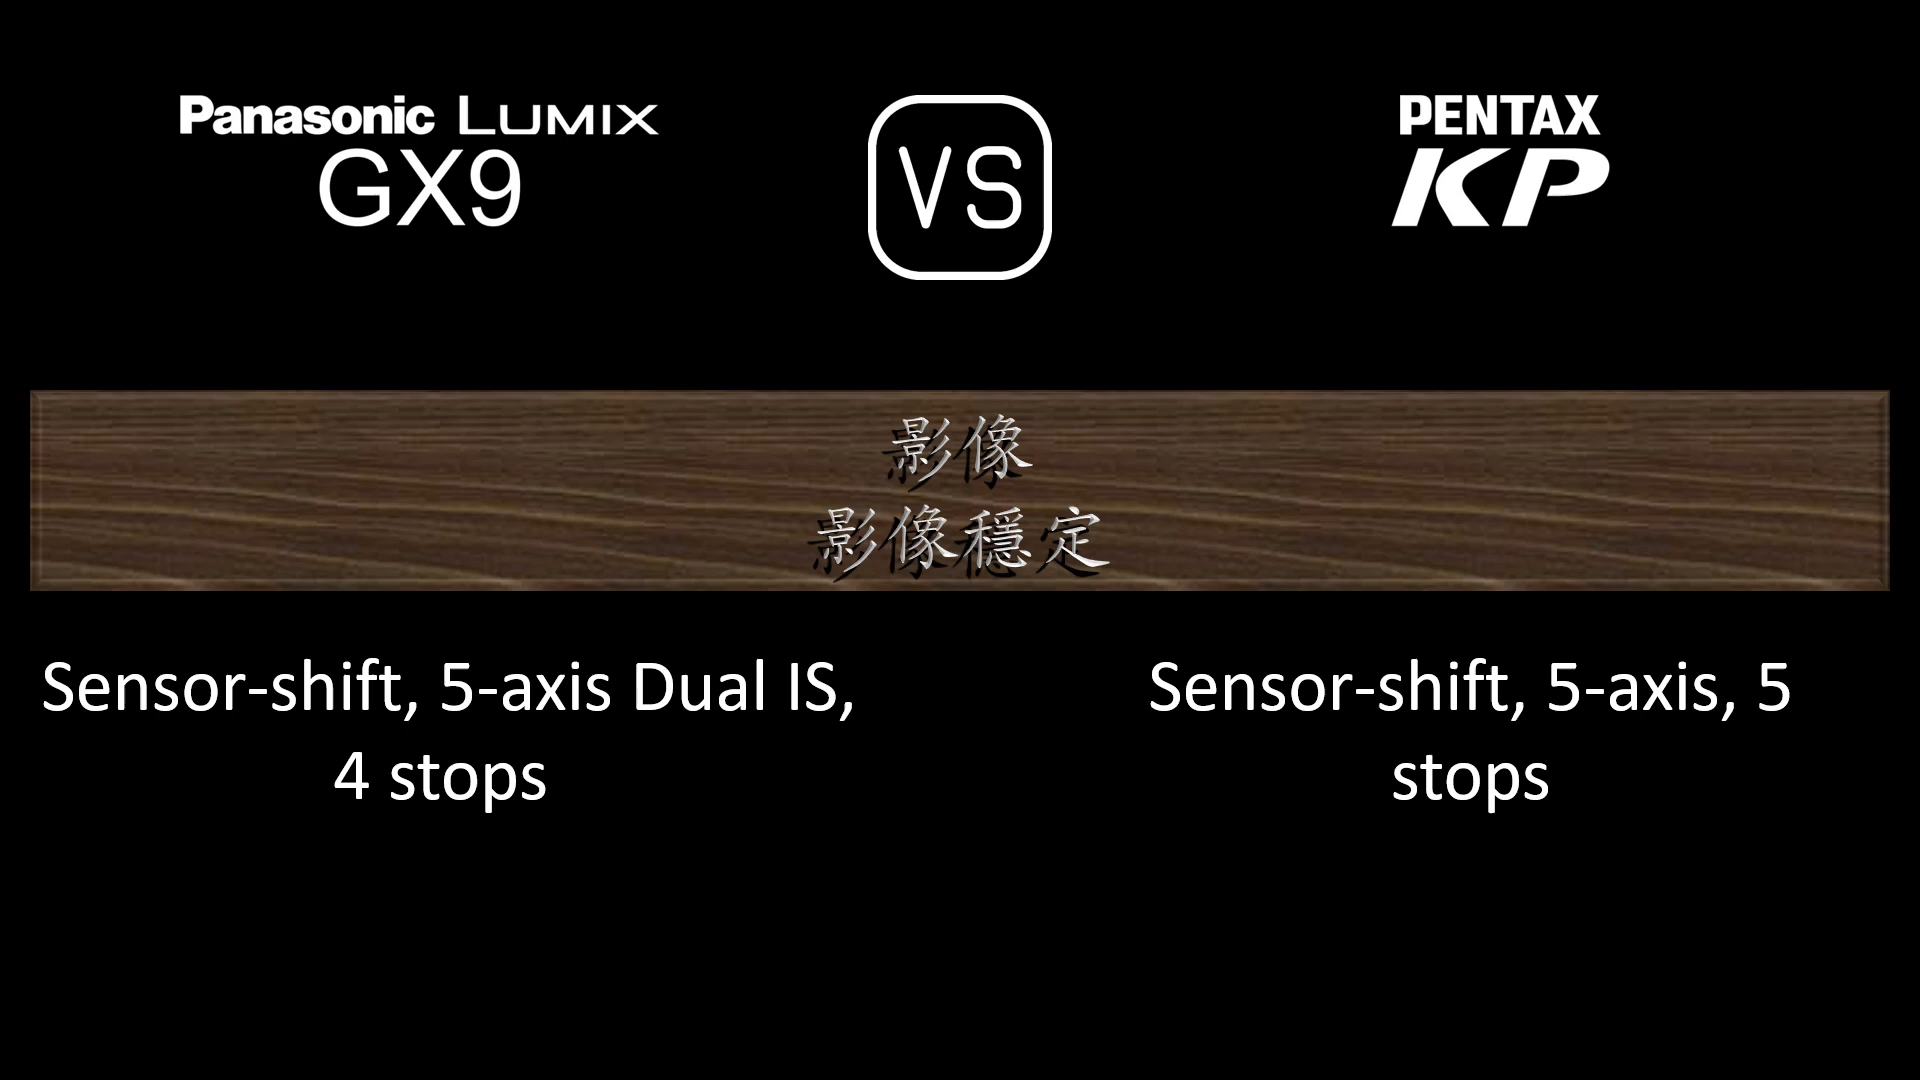 Panasonic LUMIX
GX9
VS
PENTAX
KP
影像
影像穩定
Sensor-shift, 5-axis Dual IS,
4 stops
Sensor-shift, 5-axis, 5
stops